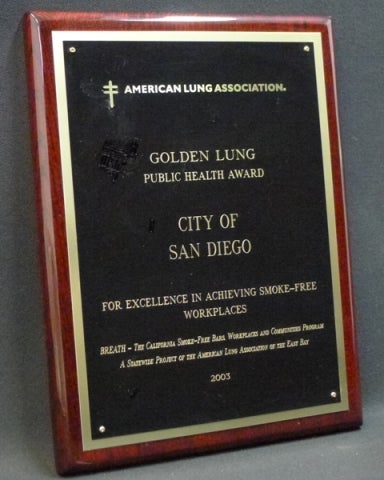 AMERICAN LUNG ASSOCIATION®
GOLDEN LUNG
PUBLIC HEALTH AWARD
CITY OF
SAN DIEGO
FOR EXCELLENCE IN ACHIEVING SMOKE-FREE
WORKPLACES
BREATH - THE CALIFORNIA SMOKE-FREE BARS, WORKPLACES AND COMMUNITIES PROGRAM
A STATEWIDE PROJECT OF THE AMERICAN LUNG ASSOCIATION OF THE EAST BAY
2003